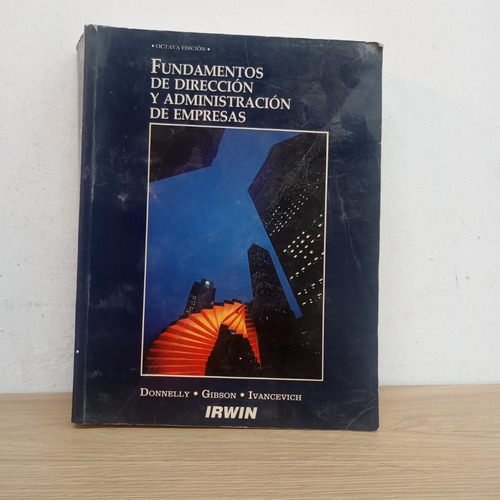 • OCTAVA EDICIÓN •
FUNDAMENTOS
DE DIRECCIÓN
Y ADMINISTRACIÓN
DE EMPRESAS
DONNELLY • GIBSON • IVANCEVICH
IRWIN